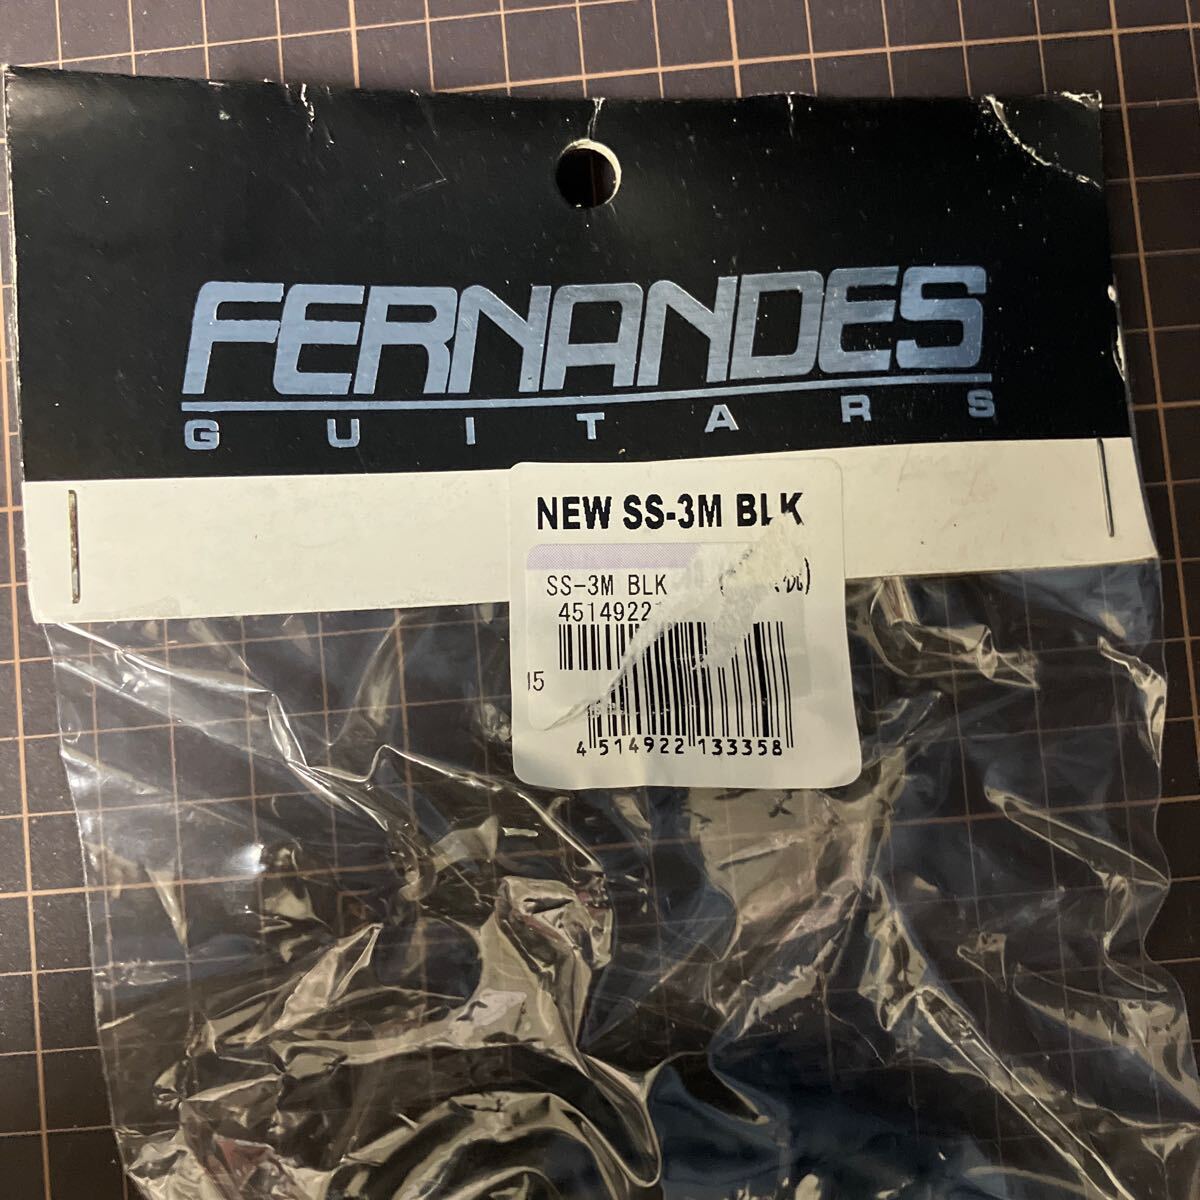 FERNANDES
GUITARS
NEW SS-3M BLK
SS-3M BLK
4514922
4 514922 133358